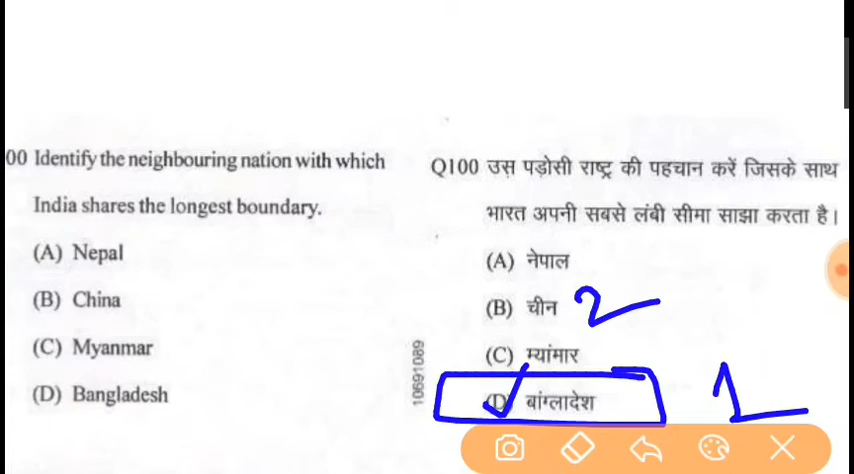 00 Identify the neighbouring nation with which
India shares the longest boundary.
(A) Nepal
(B) China
(C) Myanmar
(D) Bangladesh
10691089
Q100 उस पड़ोसी राष्ट्र की पहचान करें जिसके साथ
भारत अपनी सबसे लंबी सीमा साझा करता है।
(A) नेपाल
(B) चीन 2
(C) म्यांमार
(D) बांग्लादेश 1